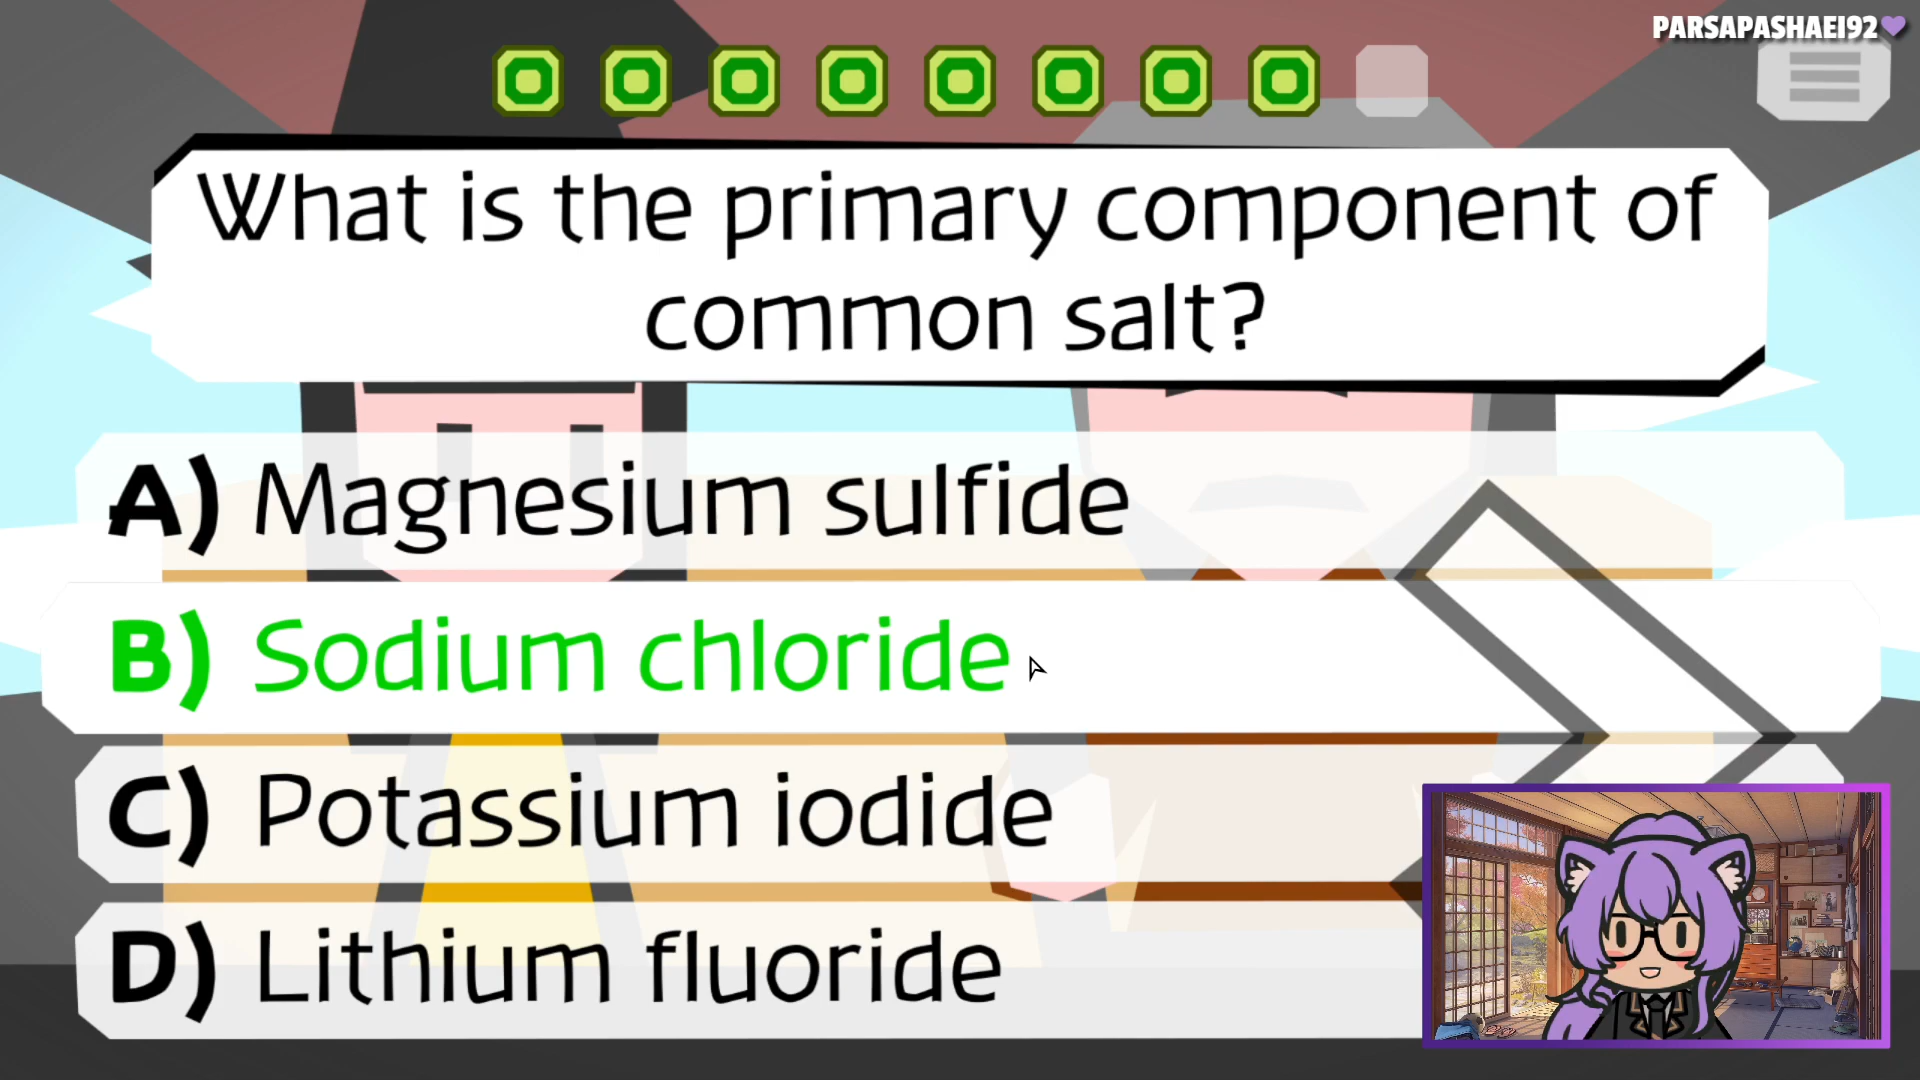 PARSAPASHAEI92💜
What is the primary component of
common salt?
A) Magnesium sulfide
B) Sodium chloride
C) Potassium iodide
D) Lithium fluoride